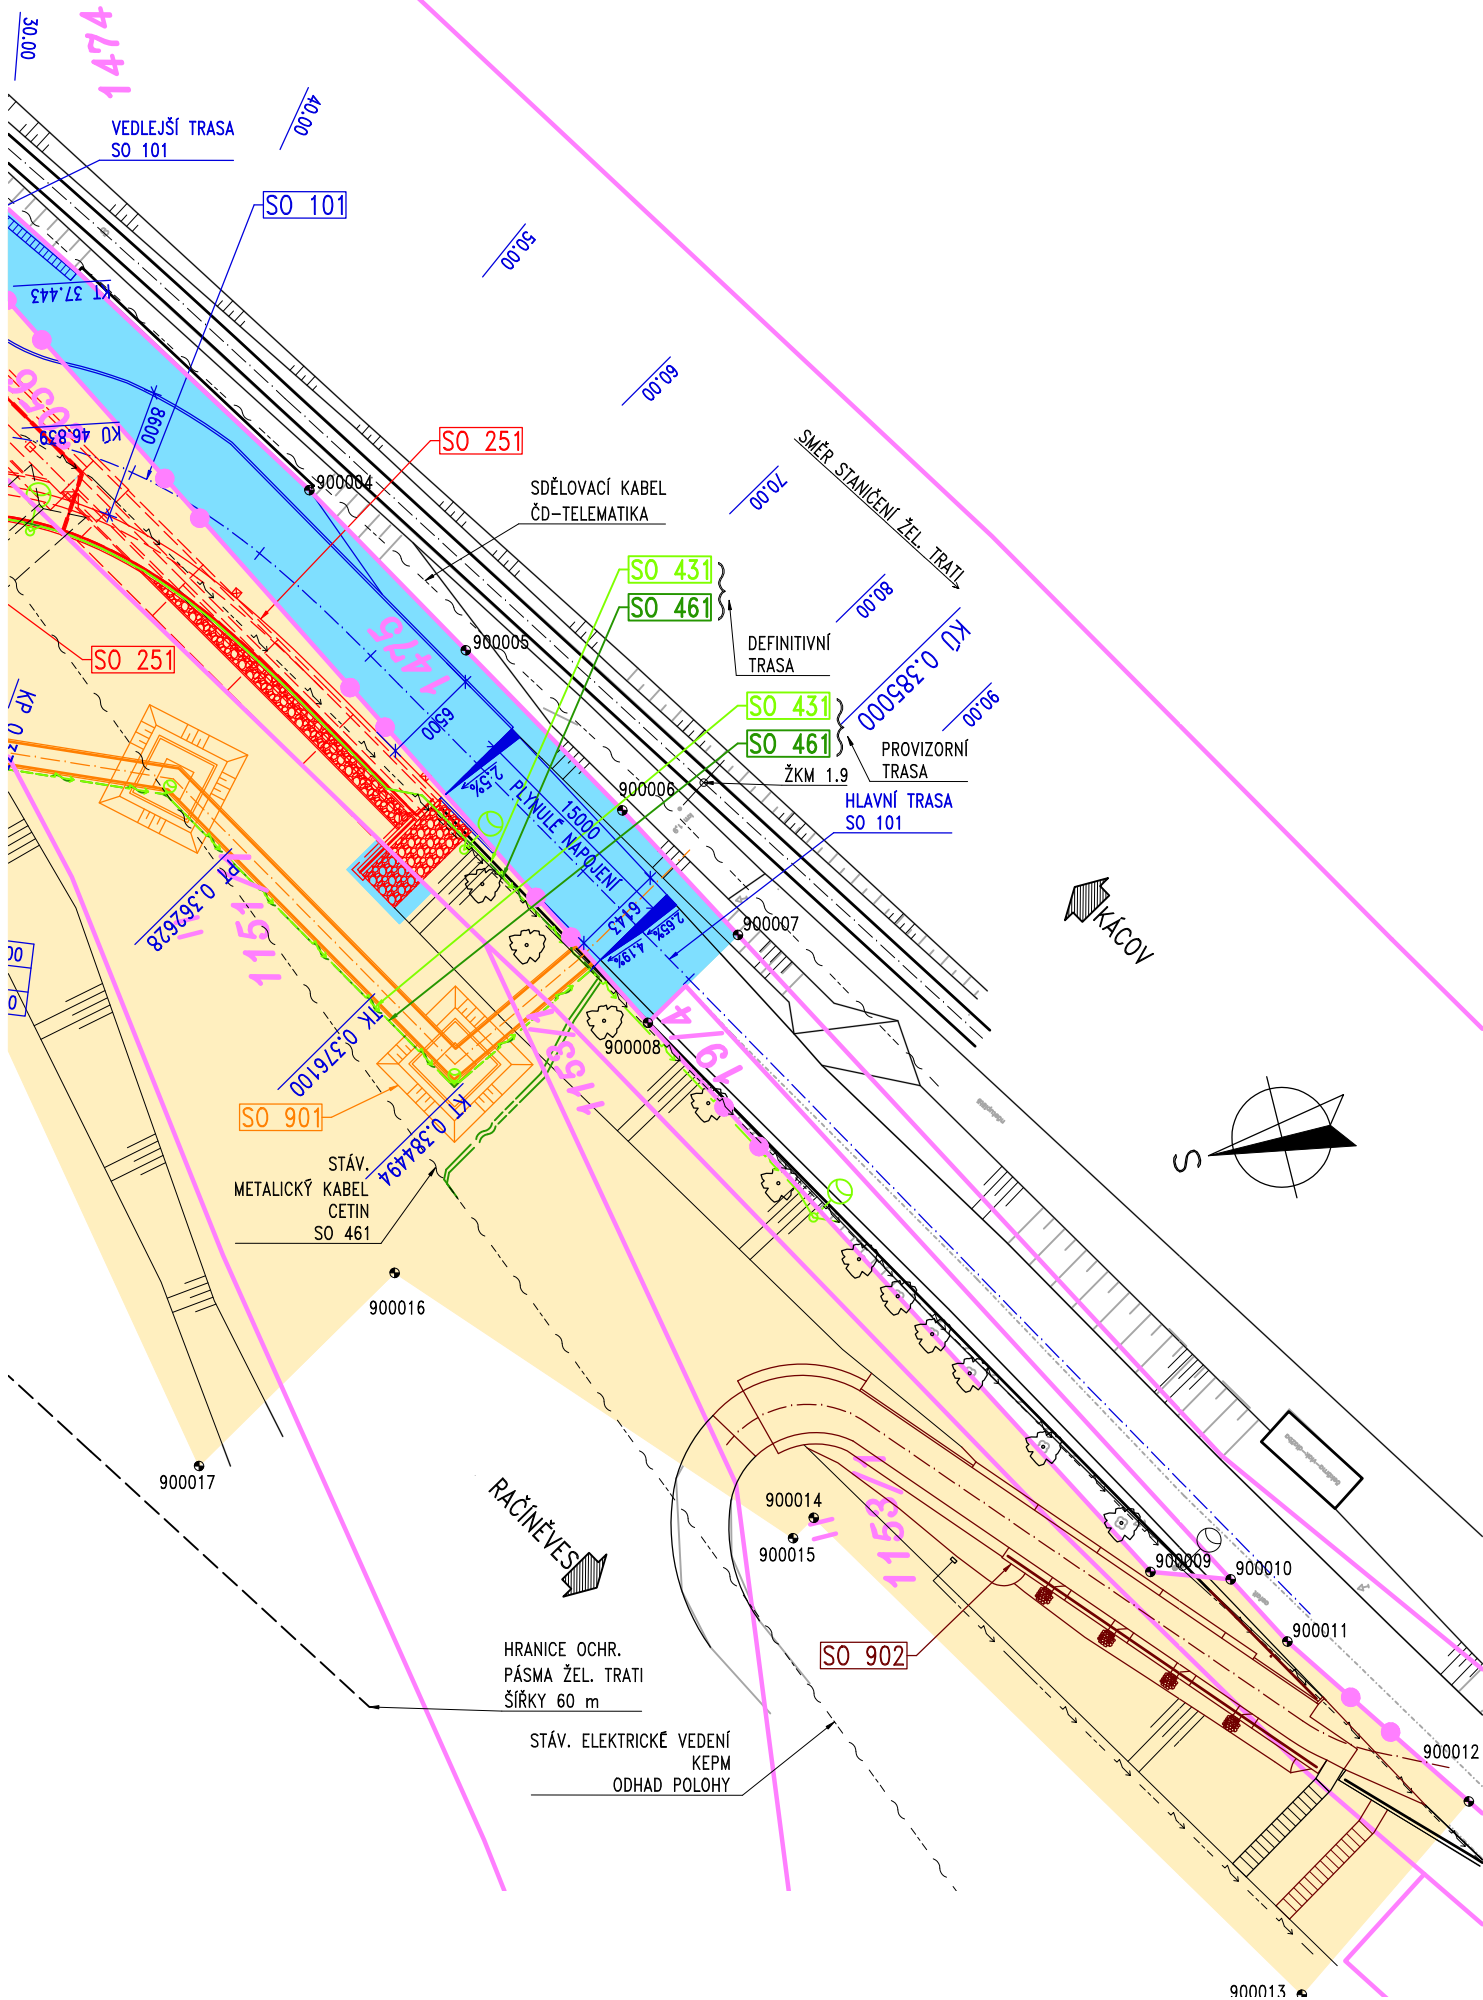 30.00
1474
40.00
VEDLEJŠÍ TRASA
SO 101
SO 101
50.00
KT 37.443
60.00
8600
KÚ 46.839
SO 251
900004
SDĚLOVACÍ KABEL
ČD-TELEMATIKA
70.00
SMĚR STANIČENÍ ŽEL. TRATI
SO 431
SO 461
80.00
DEFINITIVNÍ
TRASA
KÚ 0.385000
90.00
1475
900005
SO 251
6500
SO 431
SO 461
PROVIZORNÍ
TRASA
ŽKM 1.9
2.5%
PLYNULÉ NAPOJENÍ
15000
900006
HLAVNÍ TRASA
SO 101
PT 0.362628
1151/1
6143
2.65%
4.19%
900007
KÁCOV
TK 0.376100
1153/1
900008
19/4
SO 901
KT 0.384494
STÁV.
METALICKÝ KABEL
CETIN
SO 461
S
900016
900017
RAČÍNĚVES
900014
900015
1153/1
900009
900010
900011
SO 902
HRANICE OCHR.
PÁSMA ŽEL. TRATI
ŠÍŘKY 60 m
STÁV. ELEKTRICKÉ VEDENÍ
KEPM
ODHAD POLOHY
900012
900013